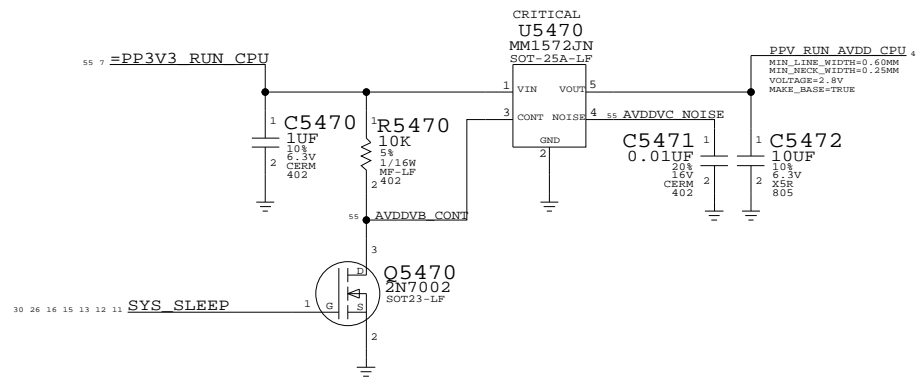 CRITICAL
U5470
MM1572JN
SOT-25A-LF
55 7 =PP3V3_RUN_CPU
PPV_RUN_AVDD_CPU 4
MIN_LINE_WIDTH=0.60MM
MIN_NECK_WIDTH=0.25MM
VOLTAGE=2.8V
MAKE_BASE=TRUE
1 VIN VOUT 5
3 CONT NOISE 4
GND
2
55 AVDDVC_NOISE
1 C5470
1UF
10%
2 6.3V
CERM
402
1 R5470
10K
5%
1/16W
MF-LF
2 402
C5471 1
0.01UF
20%
16V 2
CERM
402
1 C5472
10UF
10%
2 6.3V
X5R
805
55 AVDDVB_CONT
3
D
Q5470
2N7002
SOT23-LF
30 26 16 15 13 12 11 SYS_SLEEP
1 G S
2